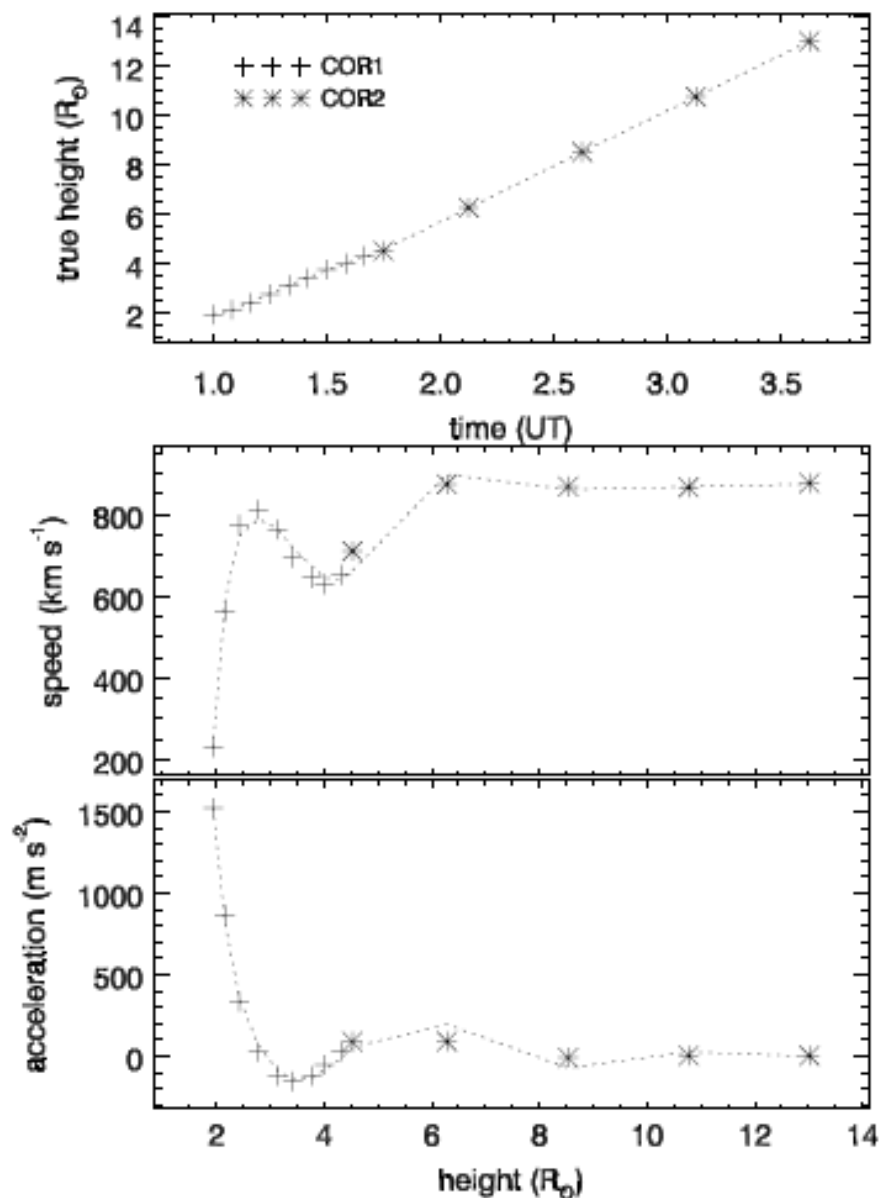 14
12
10
8
6
4
2
true height (R₀)
+ + + COR1
✳ ✳ ✳ COR2
1.0 1.5 2.0 2.5 3.0 3.5
time (UT)
800
600
400
200
speed (km s⁻¹)
1500
1000
500
0
acceleration (m s⁻²)
2 4 6 8 10 12 14
height (R₀)